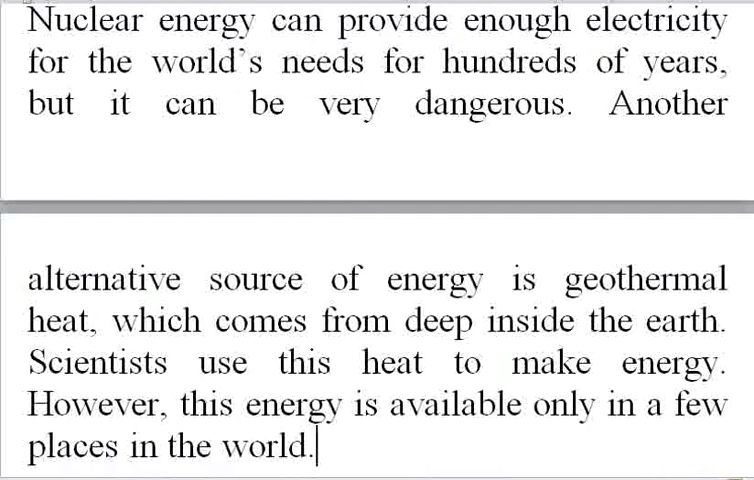 Nuclear energy can provide enough electricity
for the world's needs for hundreds of years,
but it can be very dangerous. Another
alternative source of energy is geothermal
heat, which comes from deep inside the earth.
Scientists use this heat to make energy.
However, this energy is available only in a few
places in the world.